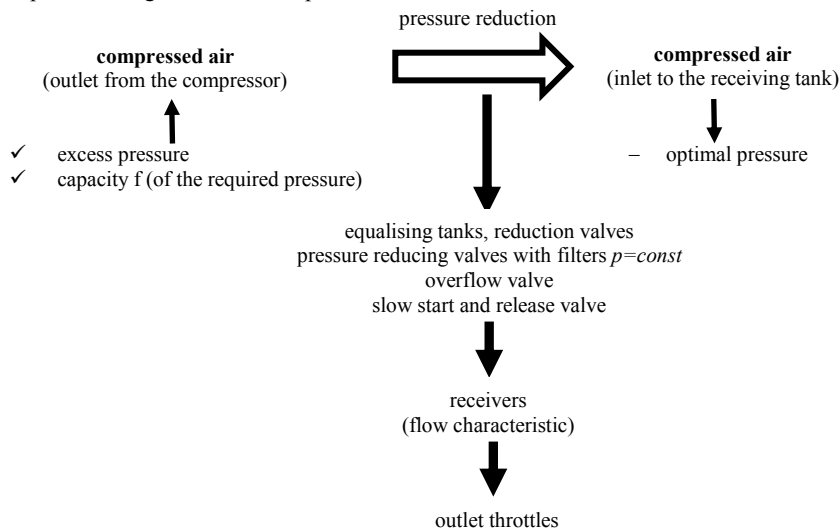 pressure reduction
compressed air
(outlet from the compressor)
compressed air
(inlet to the receiving tank)
✓ excess pressure
✓ capacity f (of the required pressure)
– optimal pressure
equalising tanks, reduction valves
pressure reducing valves with filters p=const
overflow valve
slow start and release valve
receivers
(flow characteristic)
outlet throttles